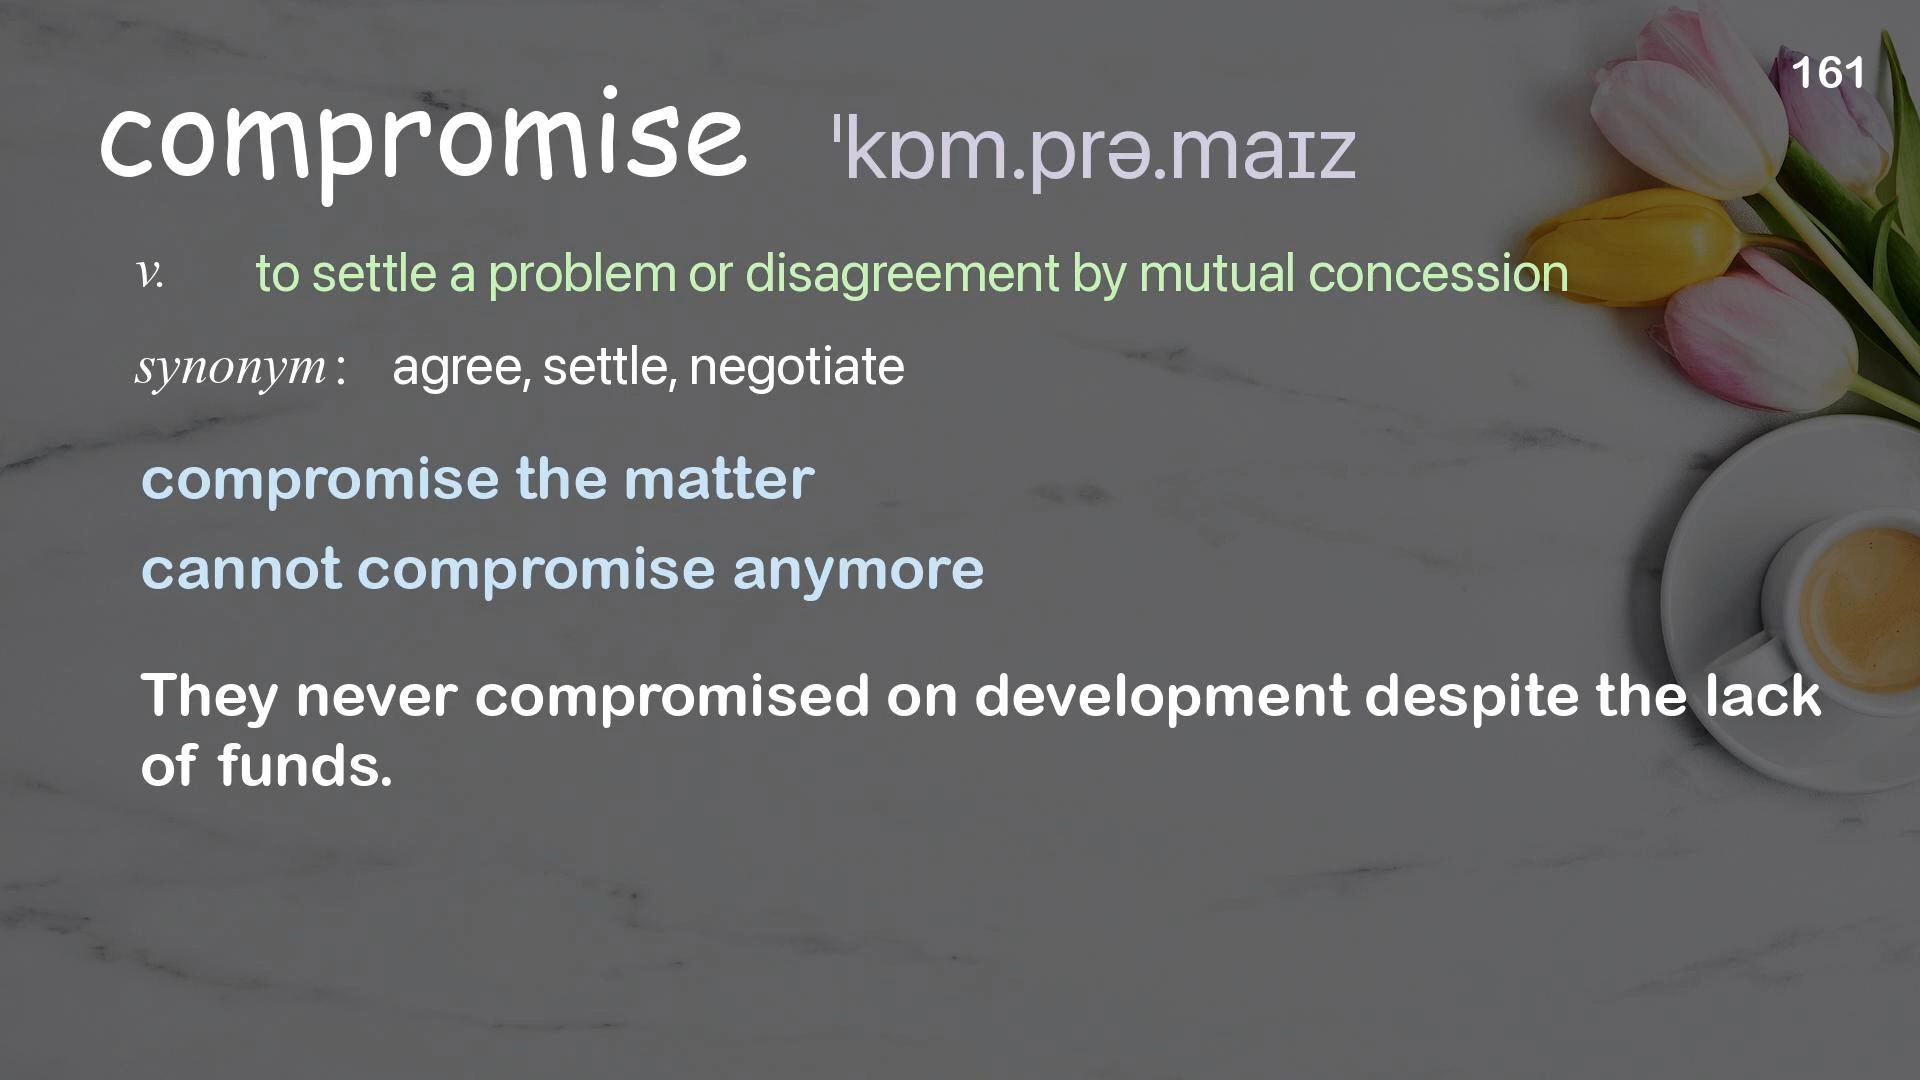 161
compromise ˈkɒm.prə.maɪz
v. to settle a problem or disagreement by mutual concession
synonym : agree, settle, negotiate
compromise the matter
cannot compromise anymore
They never compromised on development despite the lack
of funds.